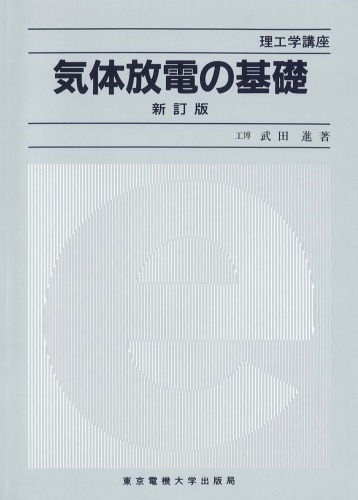 理工学講座
気体放電の基礎
新訂版
工博 武田 進著
e
東京電機大学出版局